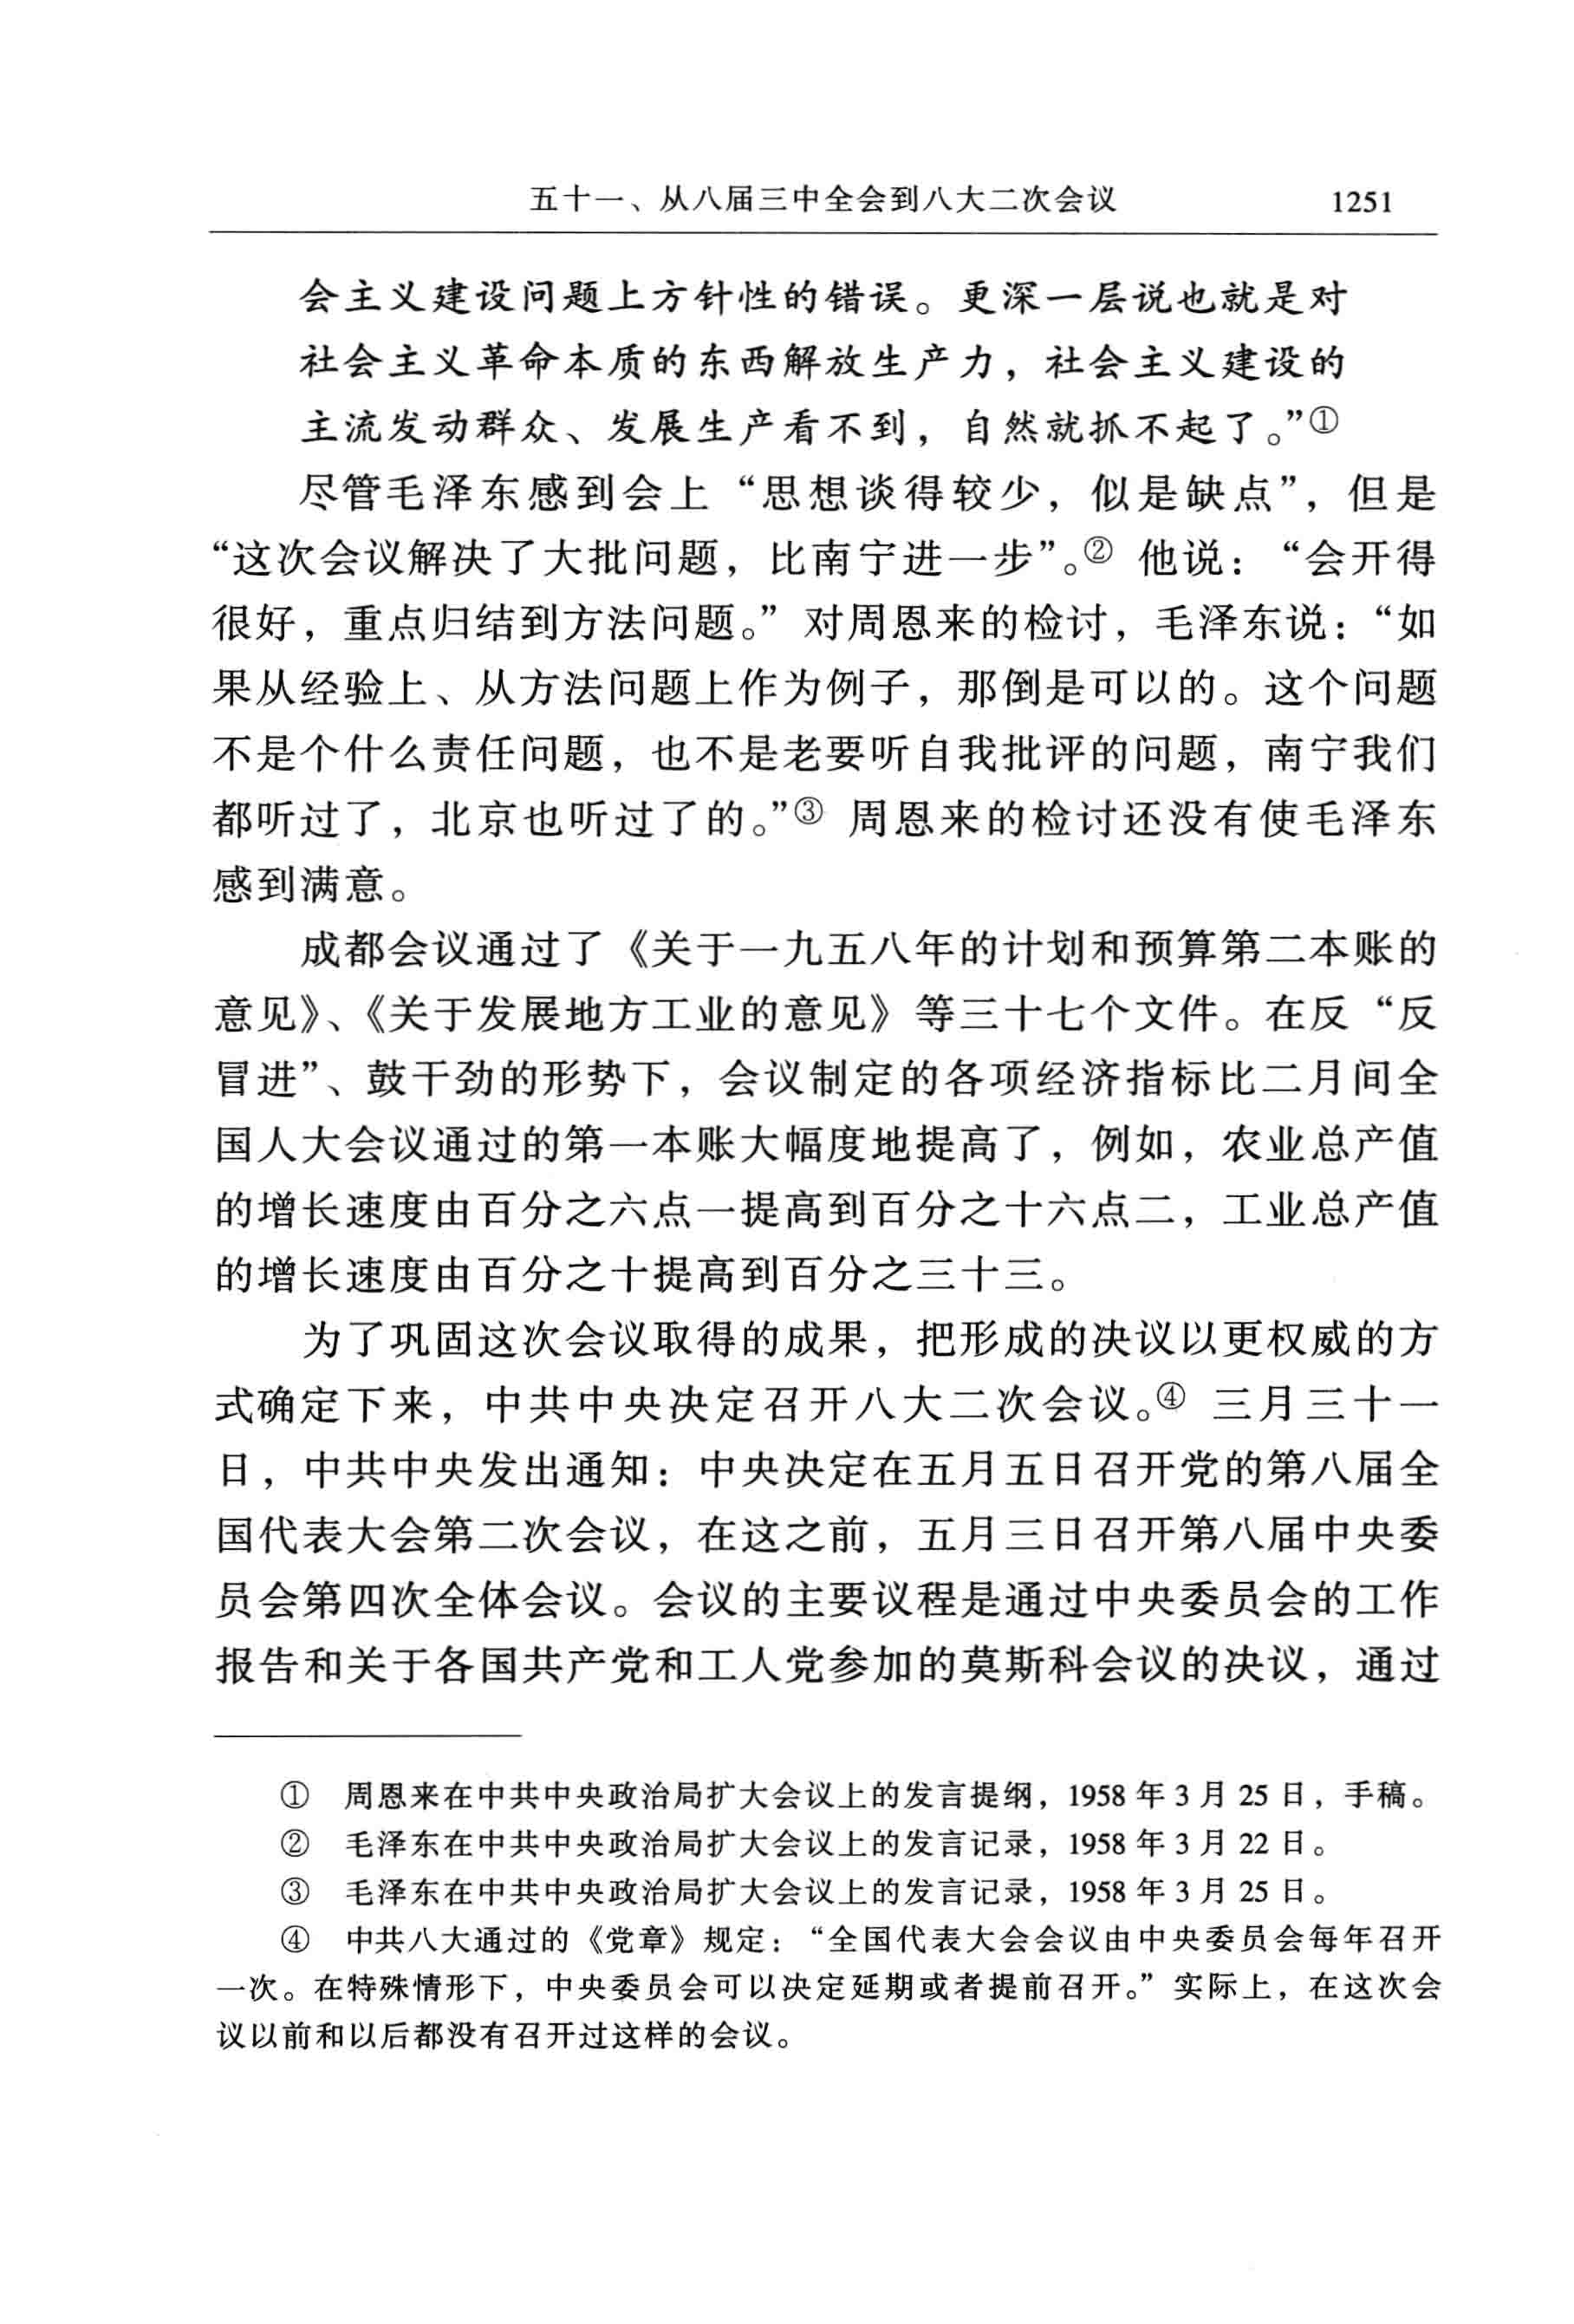 五十一、从八届三中全会到八大二次会议 1251
会主义建设问题上方针性的错误。更深一层说也就是对
社会主义革命本质的东西解放生产力，社会主义建设的
主流发动群众、发展生产看不到，自然就抓不起了。”①
尽管毛泽东感到会上“思想谈得较少，似是缺点”，但是
“这次会议解决了大批问题，比南宁进一步”。② 他说：“会开得
很好，重点归结到方法问题。”对周恩来的检讨，毛泽东说：“如
果从经验上、从方法问题上作为例子，那倒是可以的。这个问题
不是个什么责任问题，也不是老要听自我批评的问题，南宁我们
都听过了，北京也听过了的。”③ 周恩来的检讨还没有使毛泽东
感到满意。
成都会议通过了《关于一九五八年的计划和预算第二本账的
意见》、《关于发展地方工业的意见》等三十七个文件。在反“反
冒进”、鼓干劲的形势下，会议制定的各项经济指标比二月间全
国人大会议通过的第一本账大幅度地提高了，例如，农业总产值
的增长速度由百分之六点一提高到百分之十六点二，工业总产值
的增长速度由百分之十提高到百分之三十三。
为了巩固这次会议取得的成果，把形成的决议以更权威的方
式确定下来，中共中央决定召开八大二次会议。④ 三月三十一
日，中共中央发出通知：中央决定在五月五日召开党的第八届全
国代表大会第二次会议，在这之前，五月三日召开第八届中央委
员会第四次全体会议。会议的主要议程是通过中央委员会的工作
报告和关于各国共产党和工人党参加的莫斯科会议的决议，通过
① 周恩来在中共中央政治局扩大会议上的发言提纲，1958 年 3 月 25 日，手稿。
② 毛泽东在中共中央政治局扩大会议上的发言记录，1958 年 3 月 22 日。
③ 毛泽东在中共中央政治局扩大会议上的发言记录，1958 年 3 月 25 日。
④ 中共八大通过的《党章》规定：“全国代表大会会议由中央委员会每年召开
一次。在特殊情形下，中央委员会可以决定延期或者提前召开。”实际上，在这次会
议以前和以后都没有召开过这样的会议。